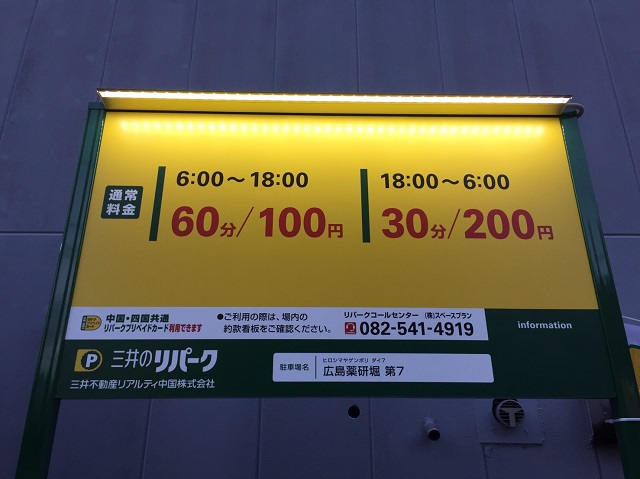 通常
料金
6:00～18:00
60分/100円
18:00～6:00
30分/200円
中国・四国共通
リパークプリペイドカード利用できます
●ご利用の際は、場内の
約款看板をご確認ください。
リパークコールセンター (株)スペースプラン
082-541-4919
information
P 三井のリパーク
三井不動産リアルティ中国株式会社
駐車場名
ヒロシマヤゲンボリ ダイ7
広島薬研堀 第7